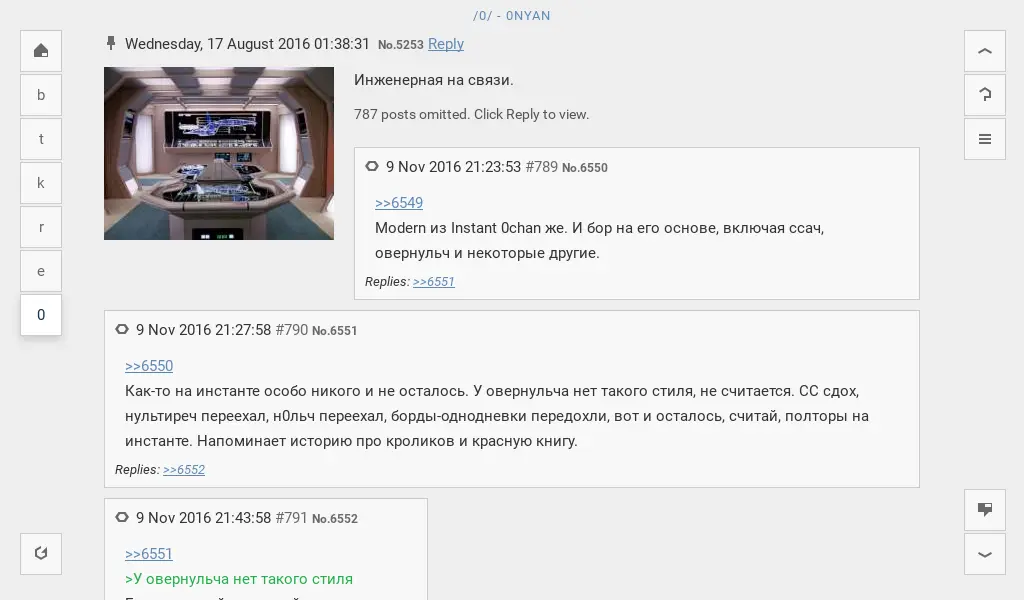 /0/ - 0NYAN
Wednesday, 17 August 2016 01:38:31 No.5253 Reply
Инженерная на связи.
787 posts omitted. Click Reply to view.
9 Nov 2016 21:23:53 #789 No.6550
>>6549
Modern из Instant 0chan же. И бор на его основе, включая ссач,
овернульч и некоторые другие.
Replies: >>6551
9 Nov 2016 21:27:58 #790 No.6551
>>6550
Как-то на инстанте особо никого и не осталось. У овернульча нет такого стиля, не считается. СС сдох,
нультиреч переехал, н0льч переехал, борды-однодневки передохли, вот и осталось, считай, полторы на
инстанте. Напоминает историю про кроликов и красную книгу.
Replies: >>6552
9 Nov 2016 21:43:58 #791 No.6552
>>6551
>У овернульча нет такого стиля
b
t
k
r
e
0